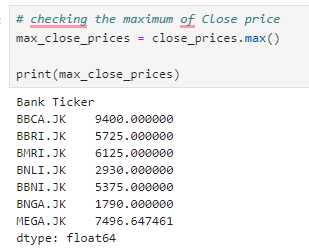 # checking the maximum of Close price
max_close_prices = close_prices.max()
print(max_close_prices)
Bank Ticker
BBCA.JK    9400.000000
BBRI.JK    5725.000000
BMRI.JK    6125.000000
BNLI.JK    2930.000000
BBNI.JK    5375.000000
BNGA.JK    1790.000000
MEGA.JK    7496.647461
dtype: float64